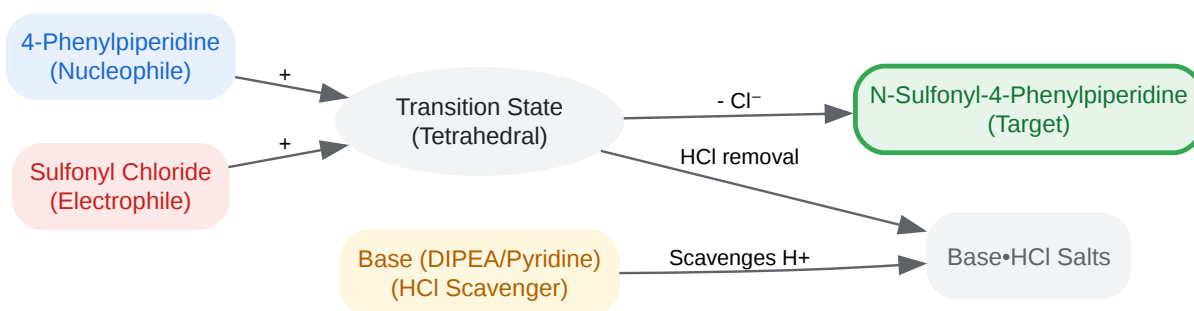 4-Phenylpiperidine
(Nucleophile)
+
Sulfonyl Chloride
(Electrophile)
+
Transition State
(Tetrahedral)
- Cl⁻
N-Sulfonyl-4-Phenylpiperidine
(Target)
HCl removal
Base (DIPEA/Pyridine)
(HCl Scavenger)
Scavenges H+
Base•HCl Salts